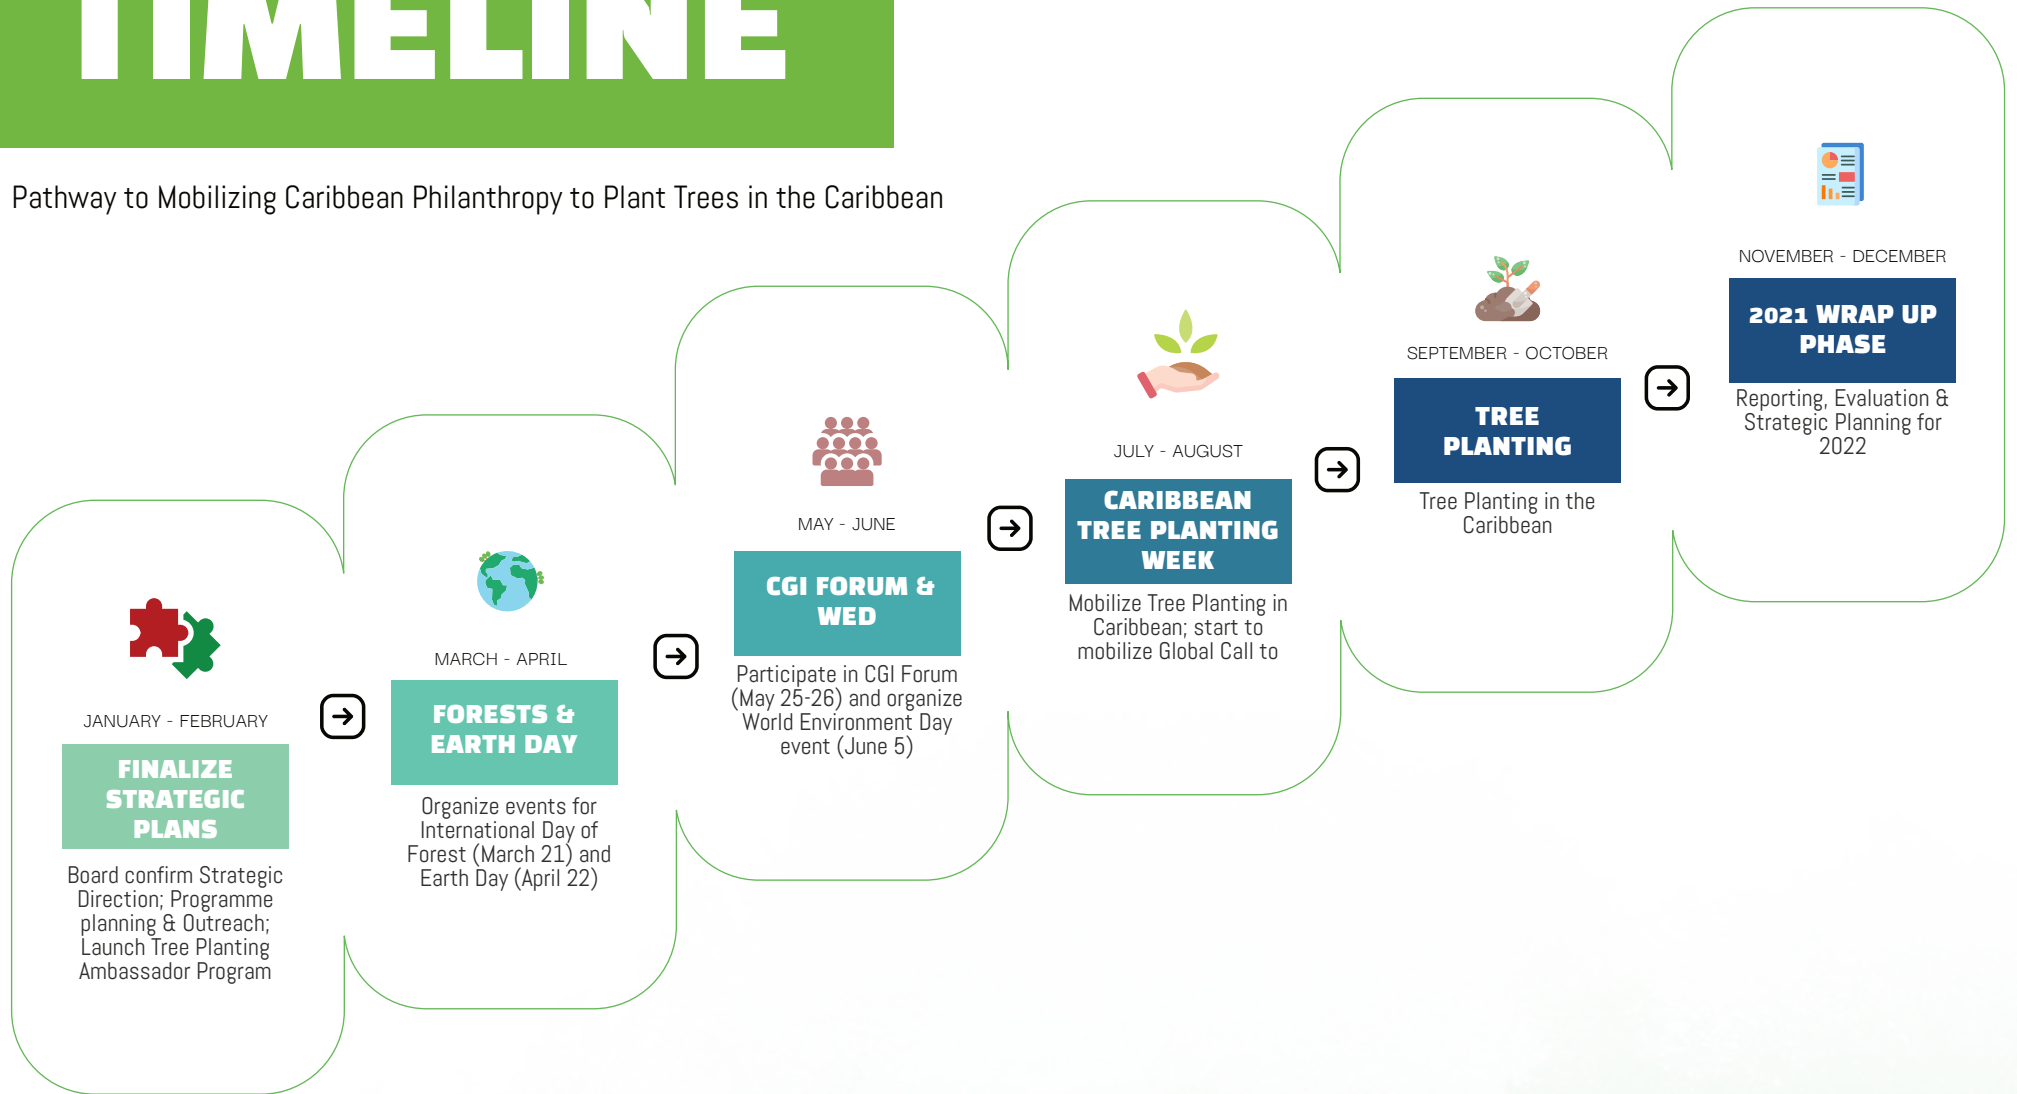 TIMELINE
Pathway to Mobilizing Caribbean Philanthropy to Plant Trees in the Caribbean
JANUARY - FEBRUARY
FINALIZE
STRATEGIC
PLANS
Board confirm Strategic
Direction; Programme
planning & Outreach;
Launch Tree Planting
Ambassador Program
MARCH - APRIL
FORESTS &
EARTH DAY
Organize events for
International Day of
Forest (March 21) and
Earth Day (April 22)
MAY - JUNE
CGI FORUM &
WED
Participate in CGI Forum
(May 25-26) and organize
World Environment Day
event (June 5)
JULY - AUGUST
CARIBBEAN
TREE PLANTING
WEEK
Mobilize Tree Planting in
Caribbean; start to
mobilize Global Call to
SEPTEMBER - OCTOBER
TREE
PLANTING
Tree Planting in the
Caribbean
NOVEMBER - DECEMBER
2021 WRAP UP
PHASE
Reporting, Evaluation &
Strategic Planning for
2022